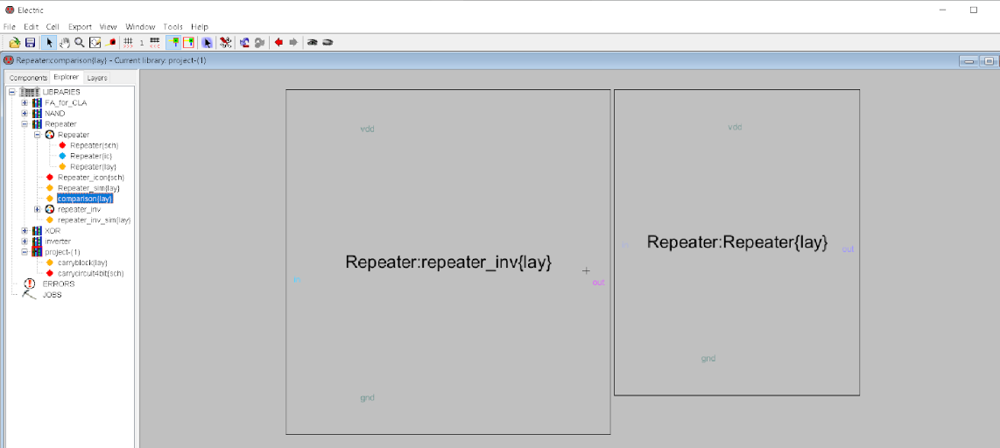 Electric
File Edit Cell Export View Window Tools Help
1
Repeater:comparison{lay} - Current library: project-(1)
Components Explorer Layers
LIBRARIES
FA_for_CLA
NAND
Repeater
Repeater
Repeater{sch}
Repeater{ic}
Repeater{lay}
Repeater_icon{sch}
Repeater_sim{lay}
comparison{lay}
repeater_inv
repeater_inv_sim{lay}
XOR
inverter
project-(1)
carryblock{lay}
carrycircuit4bit{sch}
ERRORS
JOBS
vdd
Repeater:repeater_inv{lay}
in
out
gnd
vdd
Repeater:Repeater{lay}
in
out
gnd